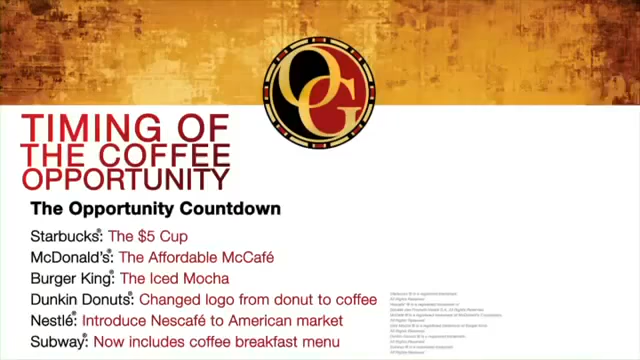 OG
TIMING OF
THE COFFEE
OPPORTUNITY
The Opportunity Countdown
Starbucks®: The $5 Cup
McDonald's®: The Affordable McCafé
Burger King®: The Iced Mocha
Dunkin Donuts®: Changed logo from donut to coffee
Nestlé®: Introduce Nescafé to American market
Subway®: Now includes coffee breakfast menu